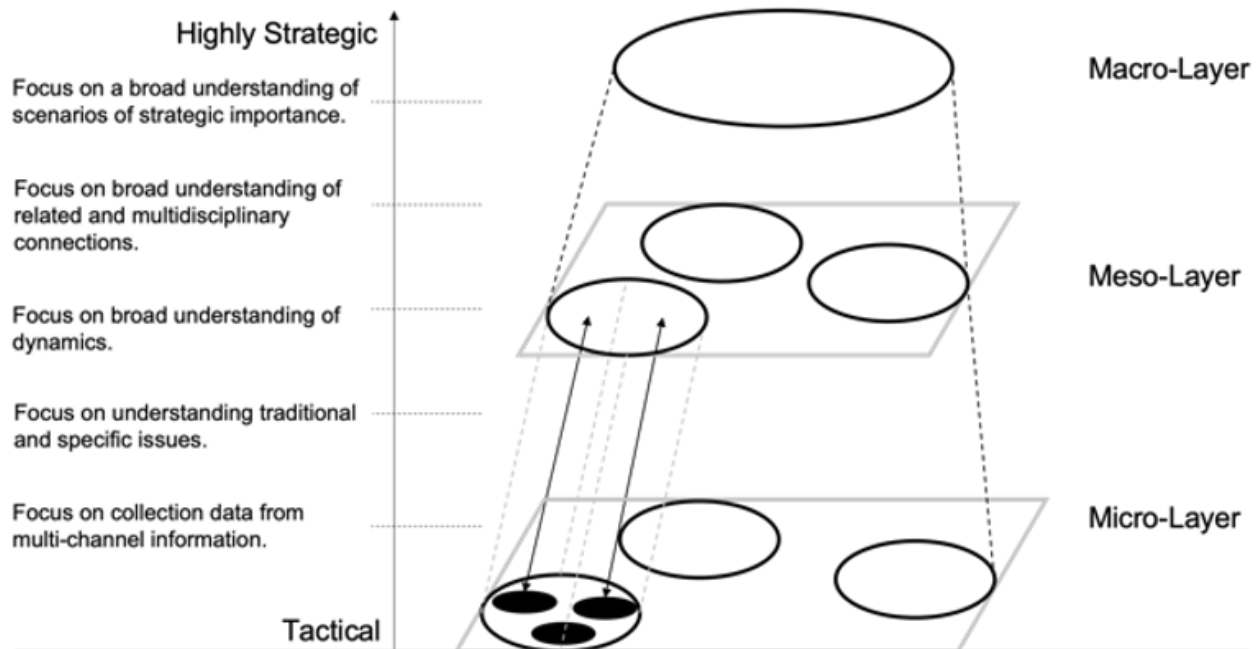 Highly Strategic
Macro-Layer
Focus on a broad understanding of
scenarios of strategic importance.
Focus on broad understanding of
related and multidisciplinary
connections.
Meso-Layer
Focus on broad understanding of
dynamics.
Focus on understanding traditional
and specific issues.
Focus on collection data from
multi-channel information.
Micro-Layer
Tactical